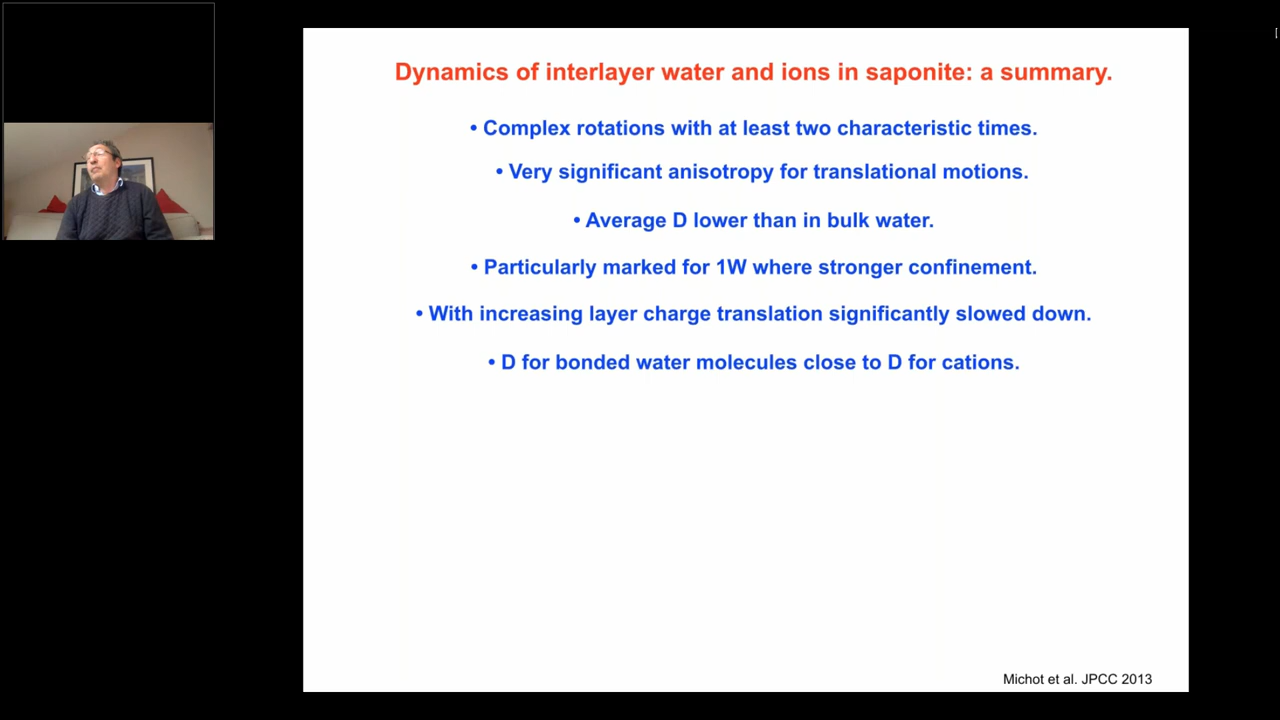 Dynamics of interlayer water and ions in saponite: a summary.
• Complex rotations with at least two characteristic times.
• Very significant anisotropy for translational motions.
• Average D lower than in bulk water.
• Particularly marked for 1W where stronger confinement.
• With increasing layer charge translation significantly slowed down.
• D for bonded water molecules close to D for cations.
Michot et al. JPCC 2013